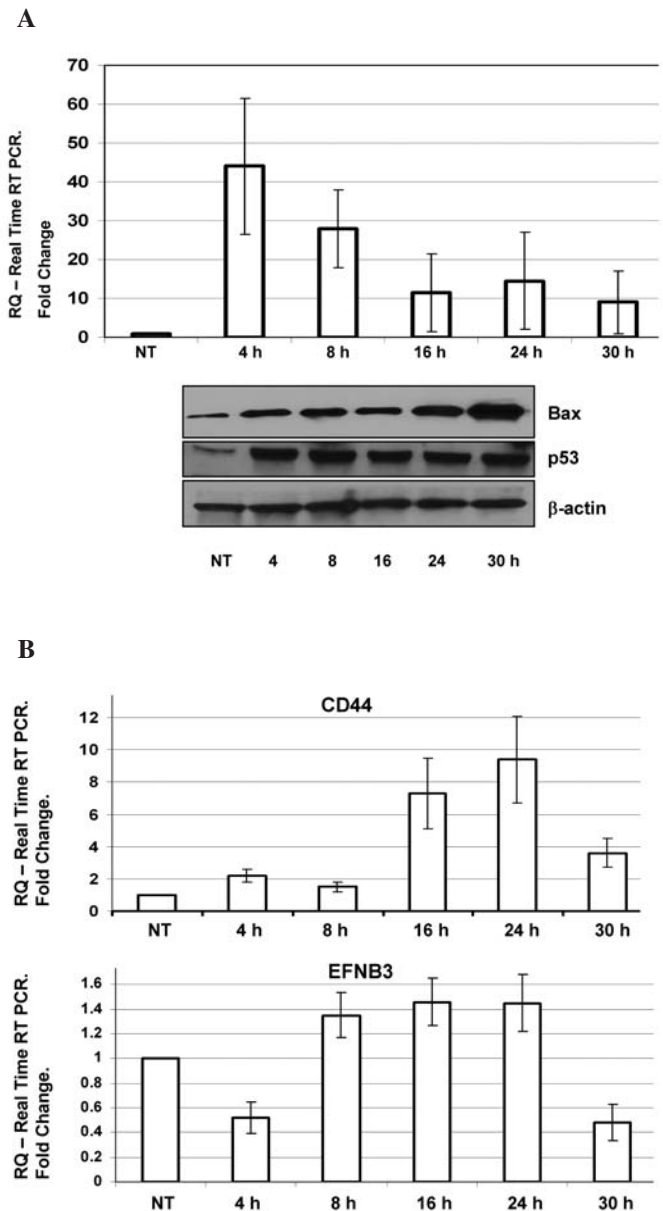 A
RQ – Real Time RT PCR.
Fold Change
70
60
50
40
30
20
10
0
NT 4 h 8 h 16 h 24 h 30 h
Bax
p53
β-actin
NT 4 8 16 24 30 h
B
CD44
RQ – Real Time RT PCR.
Fold Change.
12
10
8
6
4
2
0
NT 4 h 8 h 16 h 24 h 30 h
EFNB3
RQ – Real Time RT PCR.
Fold Change.
1.6
1.4
1.2
1
0.8
0.6
0.4
0.2
0
NT 4 h 8 h 16 h 24 h 30 h